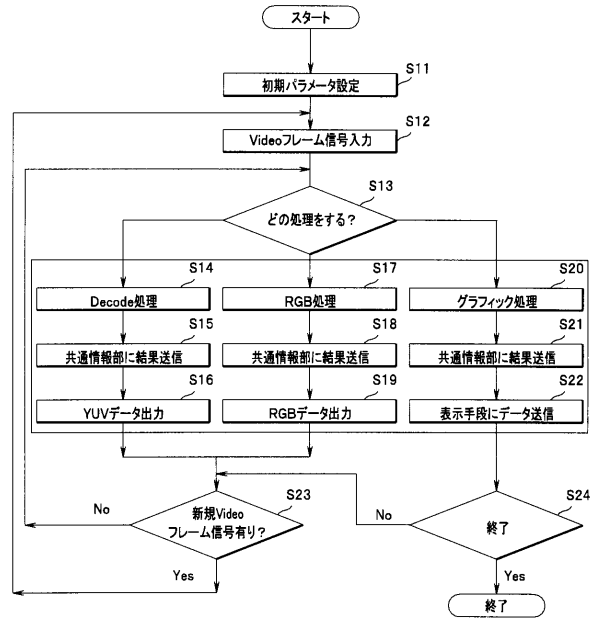 スタート
S11
初期パラメータ設定
S12
Videoフレーム信号入力
S13
どの処理をする?
S14
Decode処理
S17
RGB処理
S20
グラフィック処理
S15
共通情報部に結果送信
S18
共通情報部に結果送信
S21
共通情報部に結果送信
S16
YUVデータ出力
S19
RGBデータ出力
S22
表示手段にデータ送信
S23
新規Video
フレーム信号有り?
No
Yes
S24
終了
No
Yes
終了